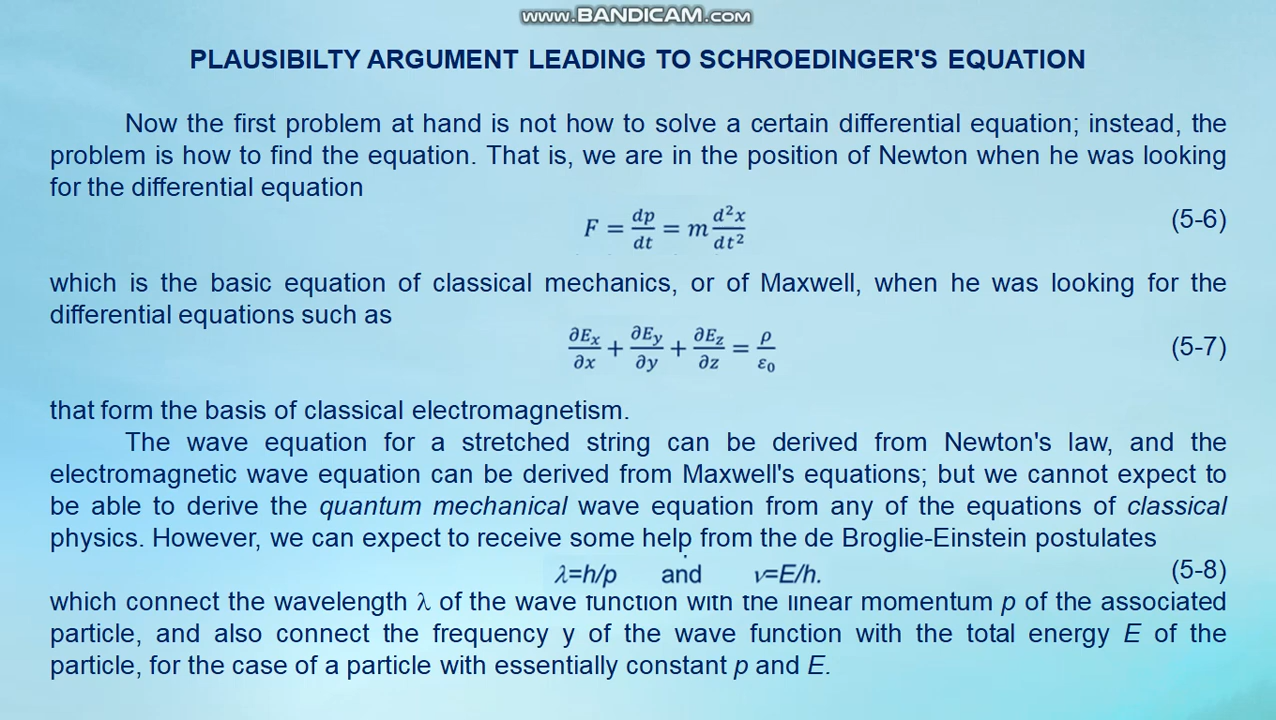 www.BANDICAM.com
PLAUSIBILTY ARGUMENT LEADING TO SCHROEDINGER'S EQUATION
Now the first problem at hand is not how to solve a certain differential equation; instead, the
problem is how to find the equation. That is, we are in the position of Newton when he was looking
for the differential equation
F = dp/dt = m d²x/dt² (5-6)
which is the basic equation of classical mechanics, or of Maxwell, when he was looking for the
differential equations such as
∂Eₓ/∂x + ∂Eᵧ/∂y + ∂E_z/∂z = ρ/ε₀ (5-7)
that form the basis of classical electromagnetism.
The wave equation for a stretched string can be derived from Newton's law, and the
electromagnetic wave equation can be derived from Maxwell's equations; but we cannot expect to
be able to derive the quantum mechanical wave equation from any of the equations of classical
physics. However, we can expect to receive some help from the de Broglie-Einstein postulates
λ=h/p and ν=E/h. (5-8)
which connect the wavelength λ of the wave function with the linear momentum p of the associated
particle, and also connect the frequency y of the wave function with the total energy E of the
particle, for the case of a particle with essentially constant p and E.